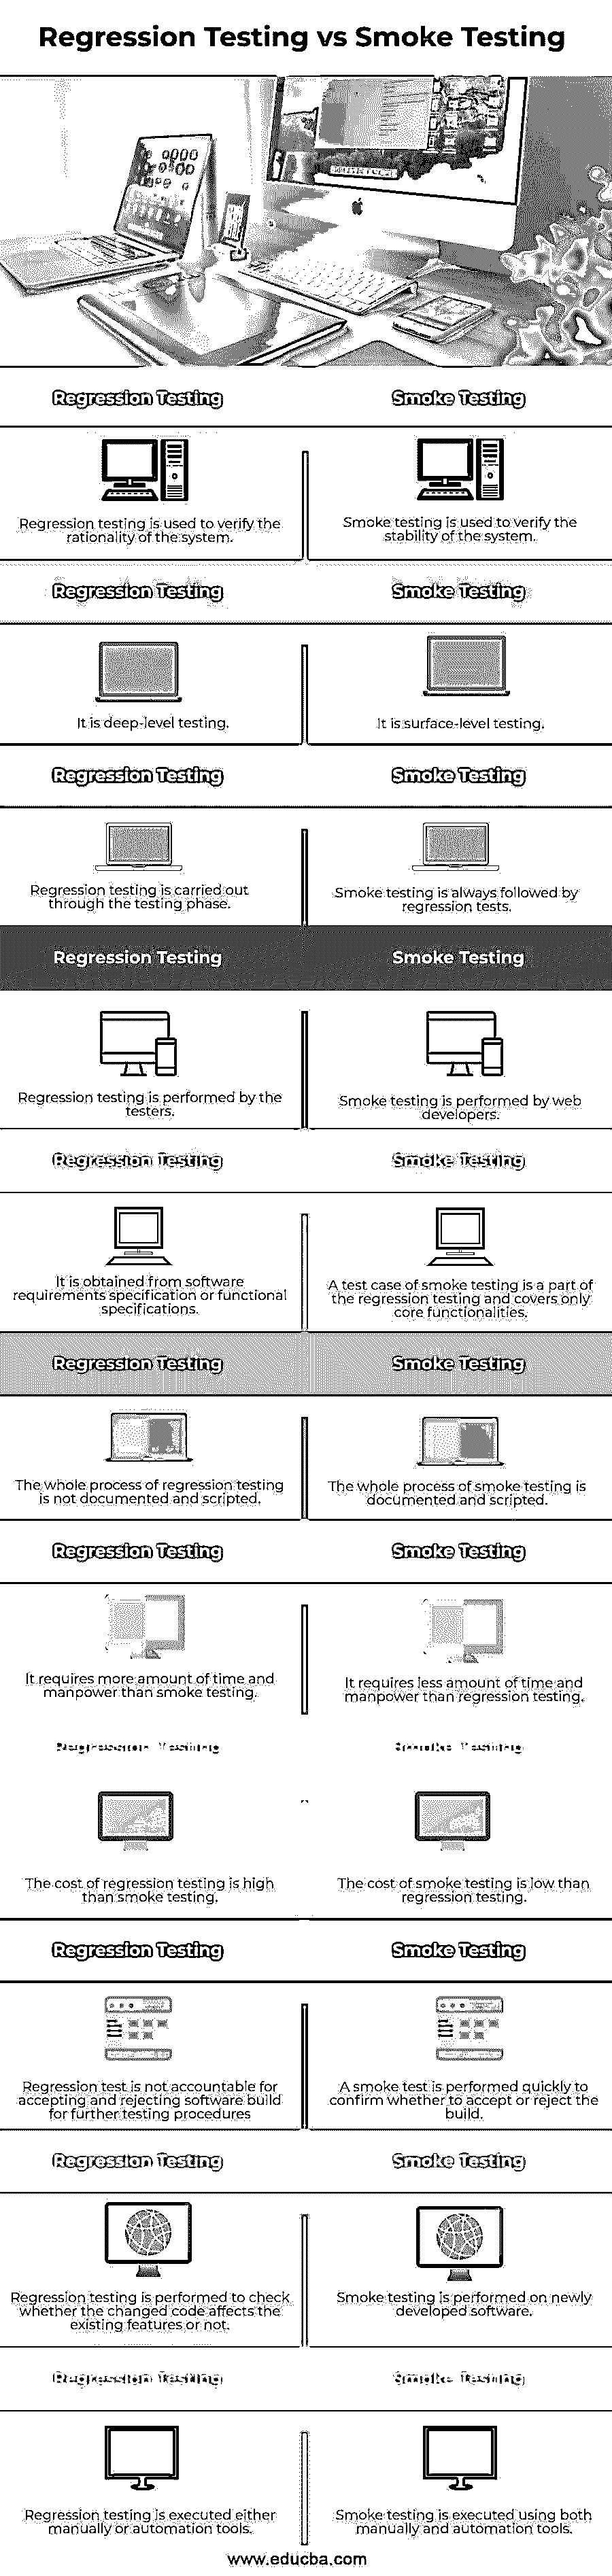 Regression Testing vs Smoke Testing
Regression Testing
Smoke Testing
Regression testing is used to verify the
rationality of the system.
Smoke testing is used to verify the
stability of the system.
Regression Testing
Smoke Testing
It is deep-level testing.
It is surface-level testing.
Regression Testing
Smoke Testing
Regression testing is carried out
through the testing phase.
Smoke testing is always followed by
regression tests.
Regression Testing
Smoke Testing
Regression testing is performed by the
testers.
Smoke testing is performed by web
developers.
Regression Testing
Smoke Testing
It is obtained from software
requirements specification or functional
specifications.
A test case of smoke testing is a part of
the regression testing and covers only
core functionalities.
Regression Testing
Smoke Testing
The whole process of regression testing
is not documented and scripted.
The whole process of smoke testing is
documented and scripted.
Regression Testing
Smoke Testing
It requires more amount of time and
manpower than smoke testing.
It requires less amount of time and
manpower than regression testing.
Regression Testing
Smoke Testing
The cost of regression testing is high
than smoke testing.
The cost of smoke testing is low than
regression testing.
Regression Testing
Smoke Testing
Regression test is not accountable for
accepting and rejecting software build
for further testing procedures
A smoke test is performed quickly to
confirm whether to accept or reject the
build.
Regression Testing
Smoke Testing
Regression testing is performed to check
whether the changed code affects the
existing features or not.
Smoke testing is performed on newly
developed software.
Regression Testing
Smoke Testing
Regression testing is executed either
manually or automation tools.
Smoke testing is executed using both
manually and automation tools.
www.educba.com